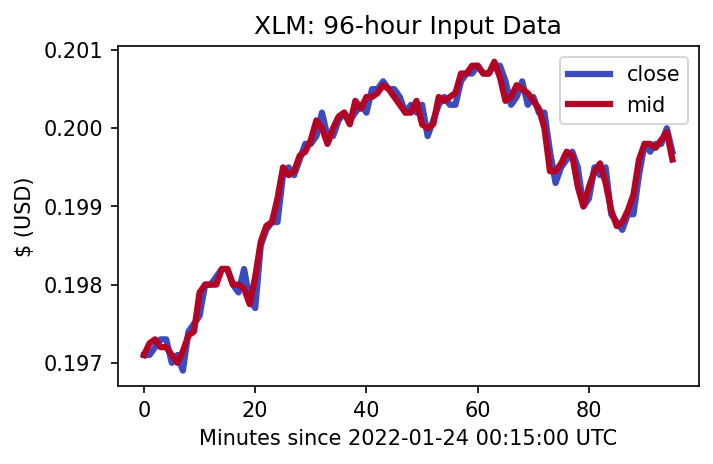 XLM: 96-hour Input Data
close
mid
$ (USD)
0.201
0.200
0.199
0.198
0.197
0
20
40
60
80
Minutes since 2022-01-24 00:15:00 UTC